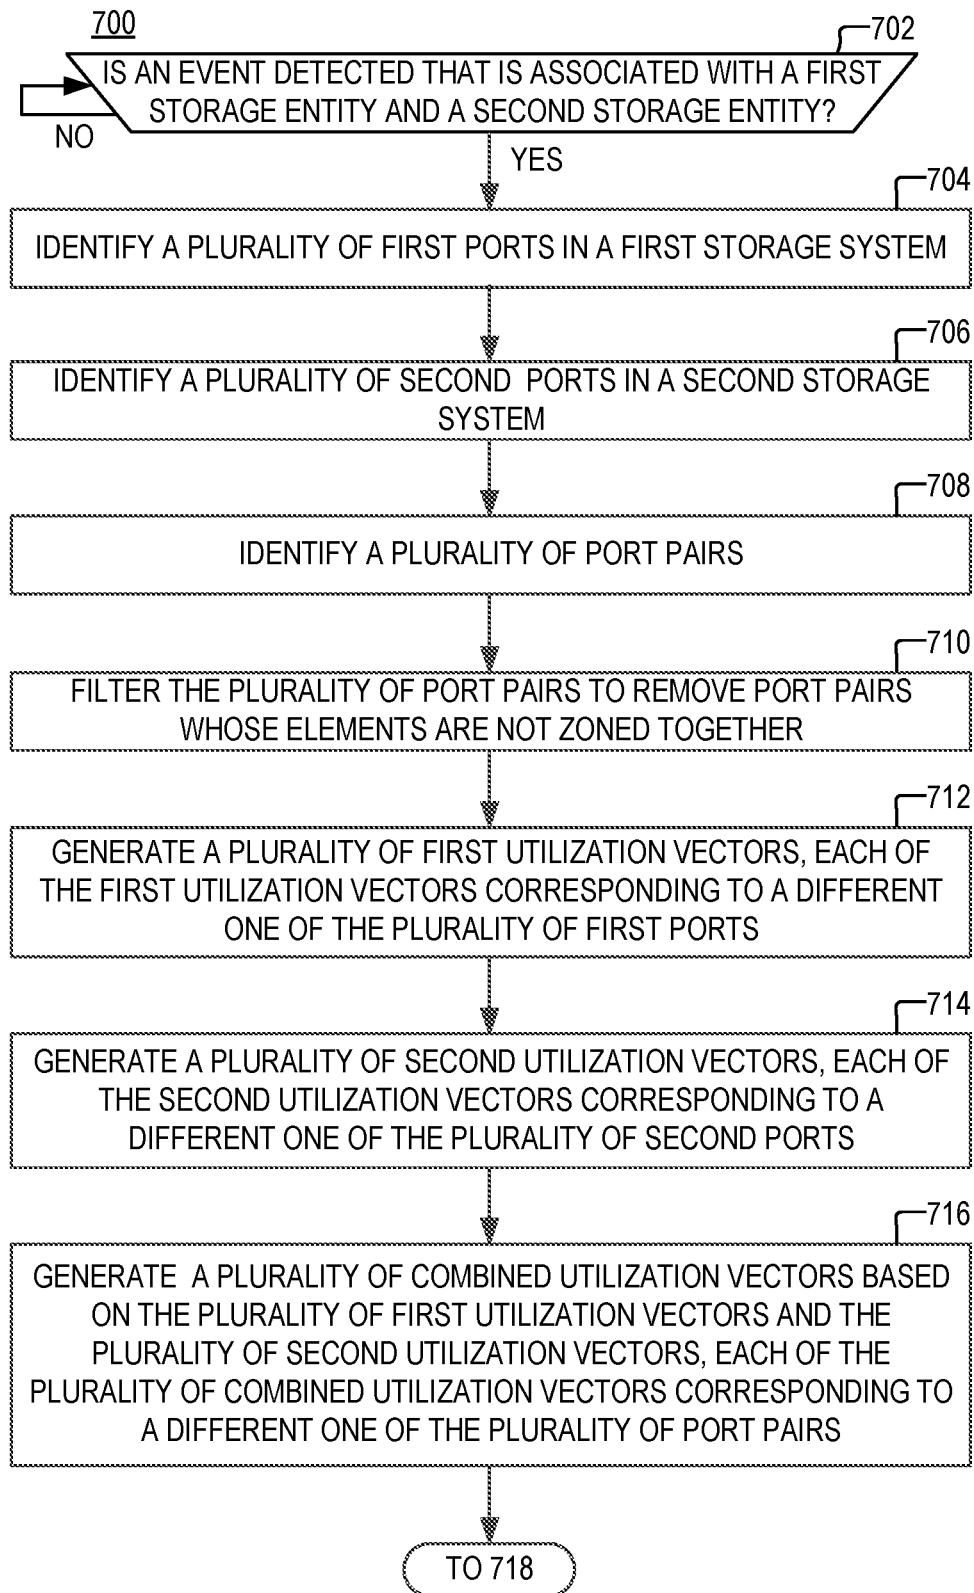 700
702
IS AN EVENT DETECTED THAT IS ASSOCIATED WITH A FIRST
STORAGE ENTITY AND A SECOND STORAGE ENTITY?
NO
YES
704
IDENTIFY A PLURALITY OF FIRST PORTS IN A FIRST STORAGE SYSTEM
706
IDENTIFY A PLURALITY OF SECOND PORTS IN A SECOND STORAGE
SYSTEM
708
IDENTIFY A PLURALITY OF PORT PAIRS
710
FILTER THE PLURALITY OF PORT PAIRS TO REMOVE PORT PAIRS
WHOSE ELEMENTS ARE NOT ZONED TOGETHER
712
GENERATE A PLURALITY OF FIRST UTILIZATION VECTORS, EACH OF
THE FIRST UTILIZATION VECTORS CORRESPONDING TO A DIFFERENT
ONE OF THE PLURALITY OF FIRST PORTS
714
GENERATE A PLURALITY OF SECOND UTILIZATION VECTORS, EACH OF
THE SECOND UTILIZATION VECTORS CORRESPONDING TO A
DIFFERENT ONE OF THE PLURALITY OF SECOND PORTS
716
GENERATE A PLURALITY OF COMBINED UTILIZATION VECTORS BASED
ON THE PLURALITY OF FIRST UTILIZATION VECTORS AND THE
PLURALITY OF SECOND UTILIZATION VECTORS, EACH OF THE
PLURALITY OF COMBINED UTILIZATION VECTORS CORRESPONDING TO
A DIFFERENT ONE OF THE PLURALITY OF PORT PAIRS
TO 718